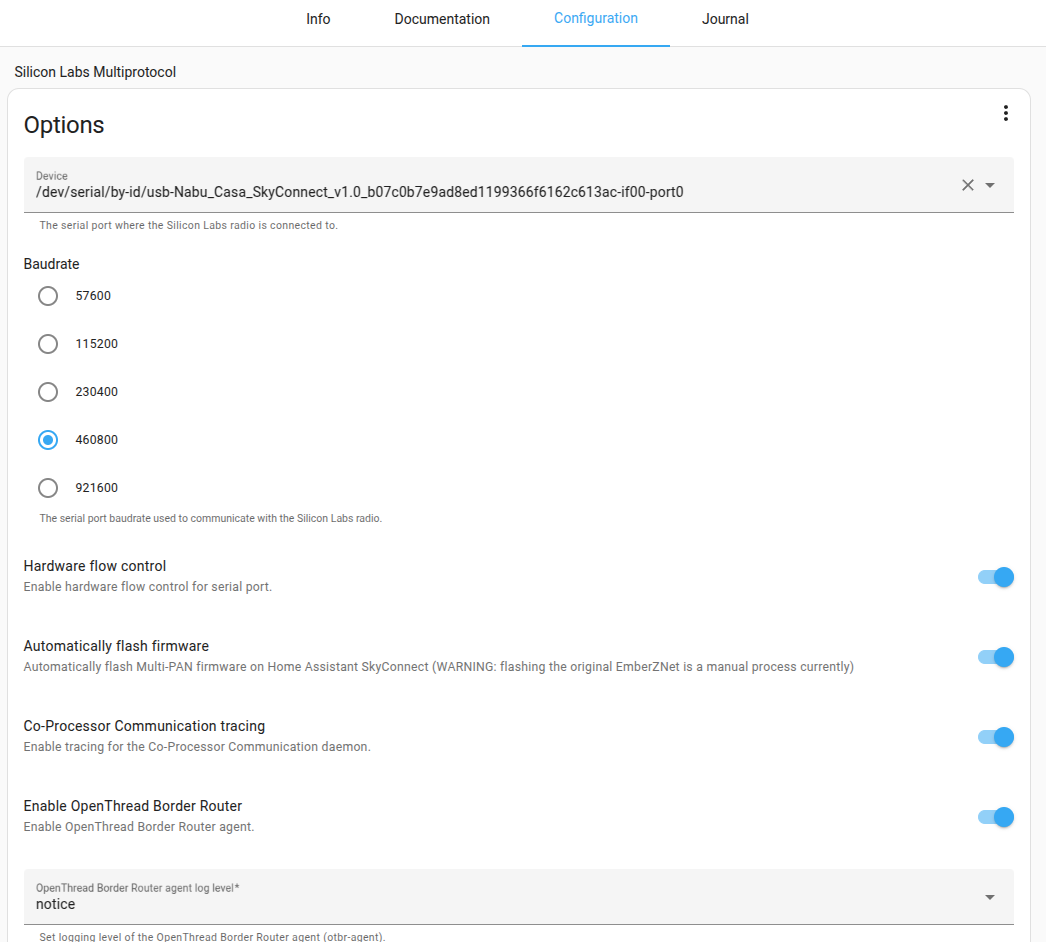 Info Documentation Configuration Journal
Silicon Labs Multiprotocol
Options
Device
/dev/serial/by-id/usb-Nabu_Casa_SkyConnect_v1.0_b07c0b7e9ad8ed1199366f6162c613ac-if00-port0
The serial port where the Silicon Labs radio is connected to.
Baudrate
57600
115200
230400
460800
921600
The serial port baudrate used to communicate with the Silicon Labs radio.
Hardware flow control
Enable hardware flow control for serial port.
Automatically flash firmware
Automatically flash Multi-PAN firmware on Home Assistant SkyConnect (WARNING: flashing the original EmberZNet is a manual process currently)
Co-Processor Communication tracing
Enable tracing for the Co-Processor Communication daemon.
Enable OpenThread Border Router
Enable OpenThread Border Router agent.
OpenThread Border Router agent log level*
notice
Set logging level of the OpenThread Border Router agent (otbr-agent).